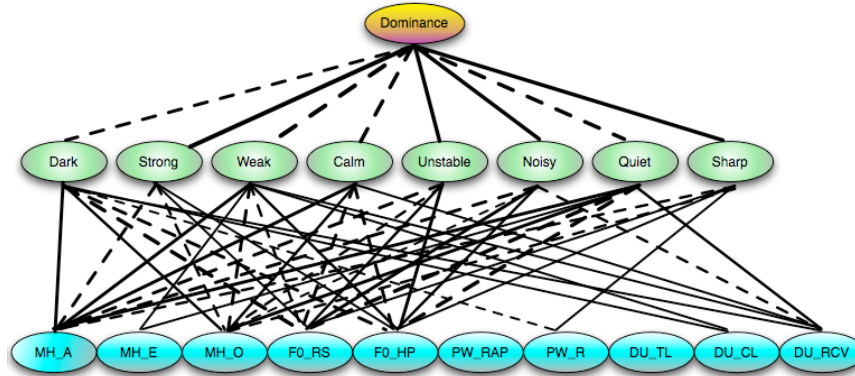 Dominance
Dark Strong Weak Calm Unstable Noisy Quiet Sharp
MH_A MH_E MH_O F0_RS F0_HP PW_RAP PW_R DU_TL DU_CL DU_RCV